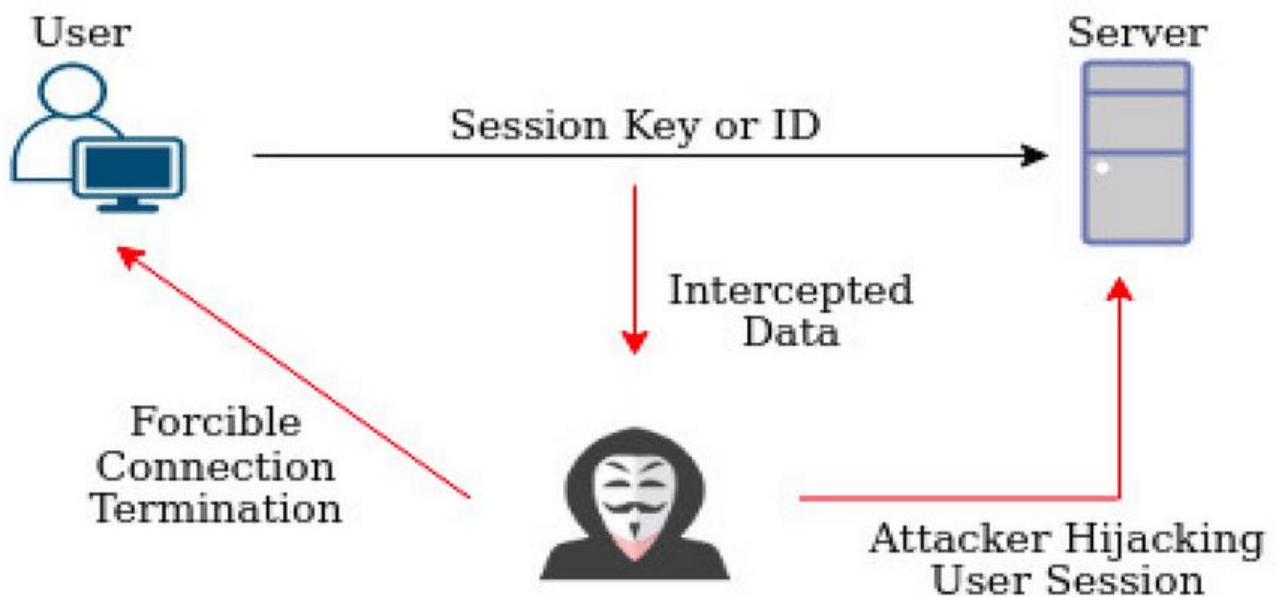 User
Server
Session Key or ID
Intercepted
Data
Forcible
Connection
Termination
Attacker Hijacking
User Session